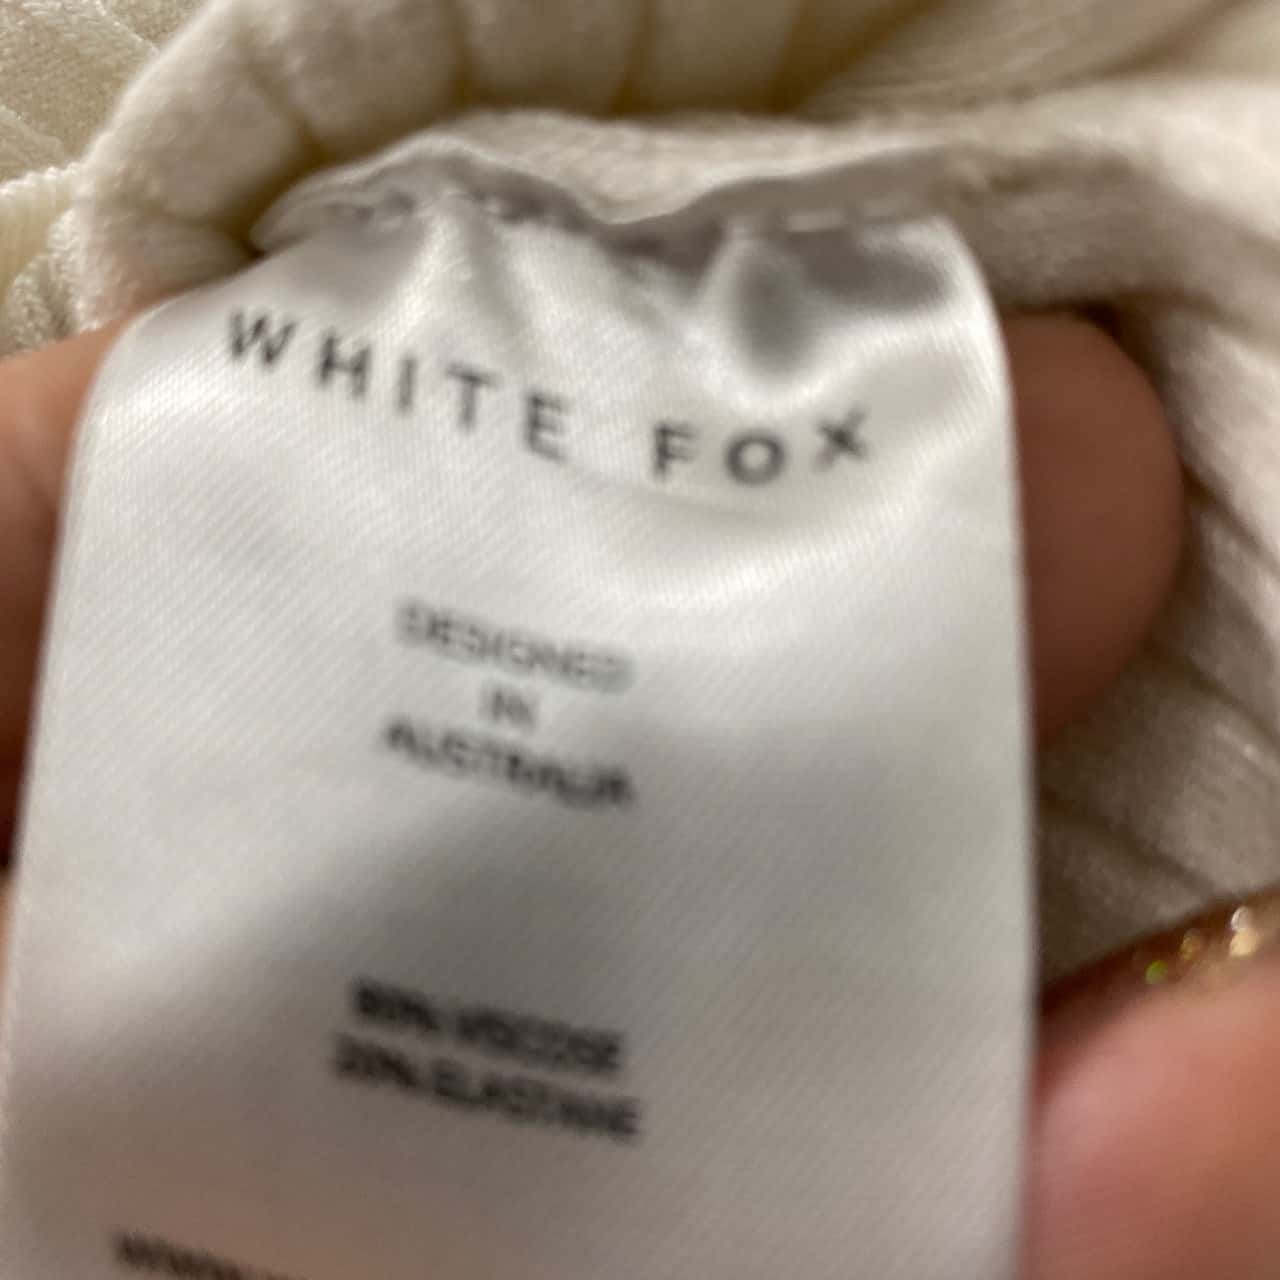 WHITE FOX
DESIGNED
IN
AUSTRALIA
80% VISCOSE
20% ELASTANE